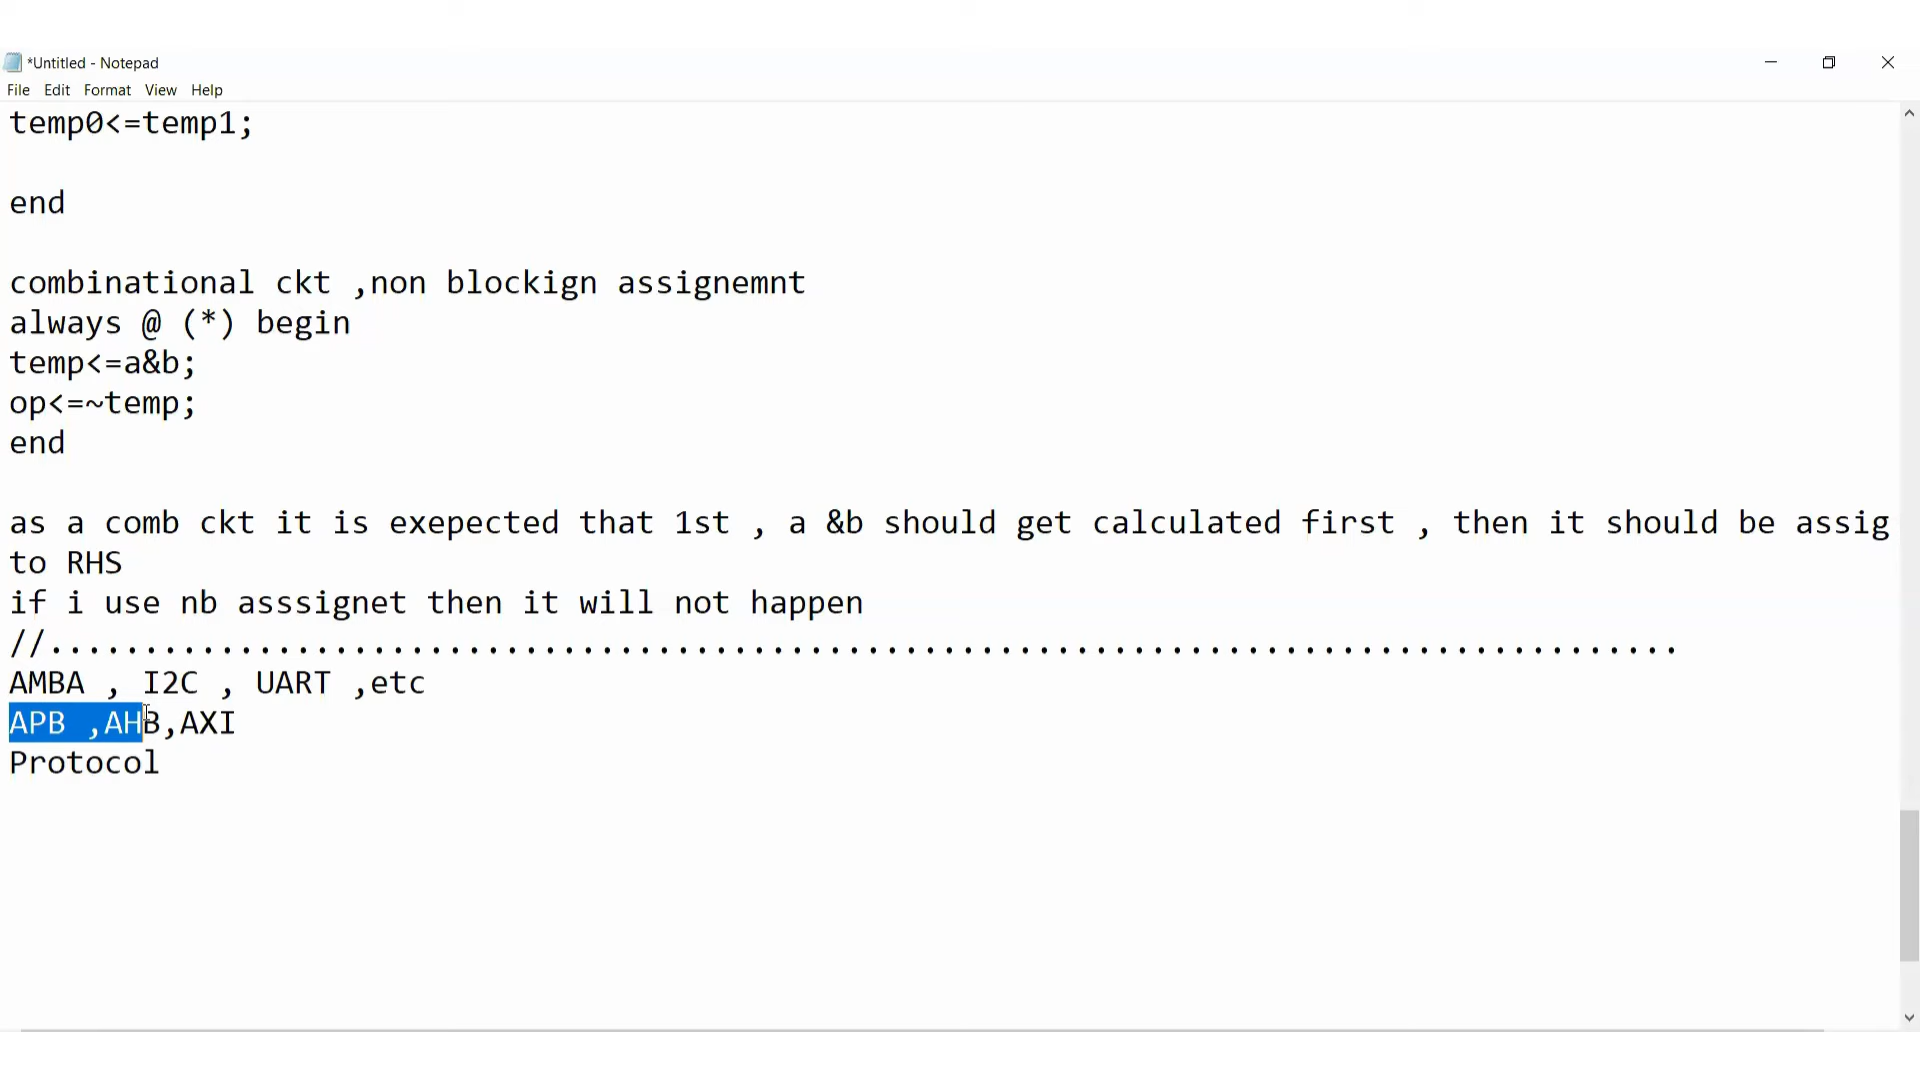 *Untitled - Notepad
File Edit Format View Help
temp0<=temp1;
end
combinational ckt ,non blockign assignemnt
always @ (*) begin
temp<=a&b;
op<=~temp;
end
as a comb ckt it is exepected that 1st , a &b should get calculated first , then it should be assig
to RHS
if i use nb asssignet then it will not happen
//......................................................................................
AMBA , I2C , UART ,etc
APB ,AHB,AXI
Protocol